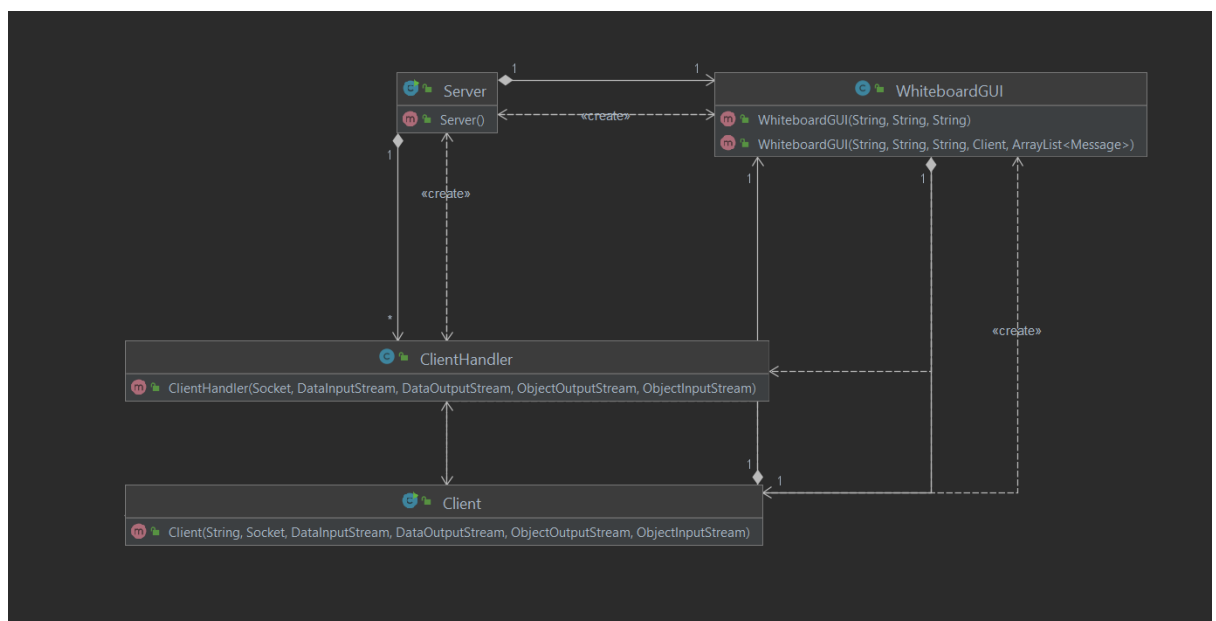 1
1
Server
WhiteboardGUI
Server()
«create»
WhiteboardGUI(String, String, String)
WhiteboardGUI(String, String, String, Client, ArrayList<Message>)
1
1
1
«create»
*
«create»
ClientHandler
ClientHandler(Socket, DataInputStream, DataOutputStream, ObjectOutputStream, ObjectInputStream)
1
1
Client
Client(String, Socket, DataInputStream, DataOutputStream, ObjectOutputStream, ObjectInputStream)